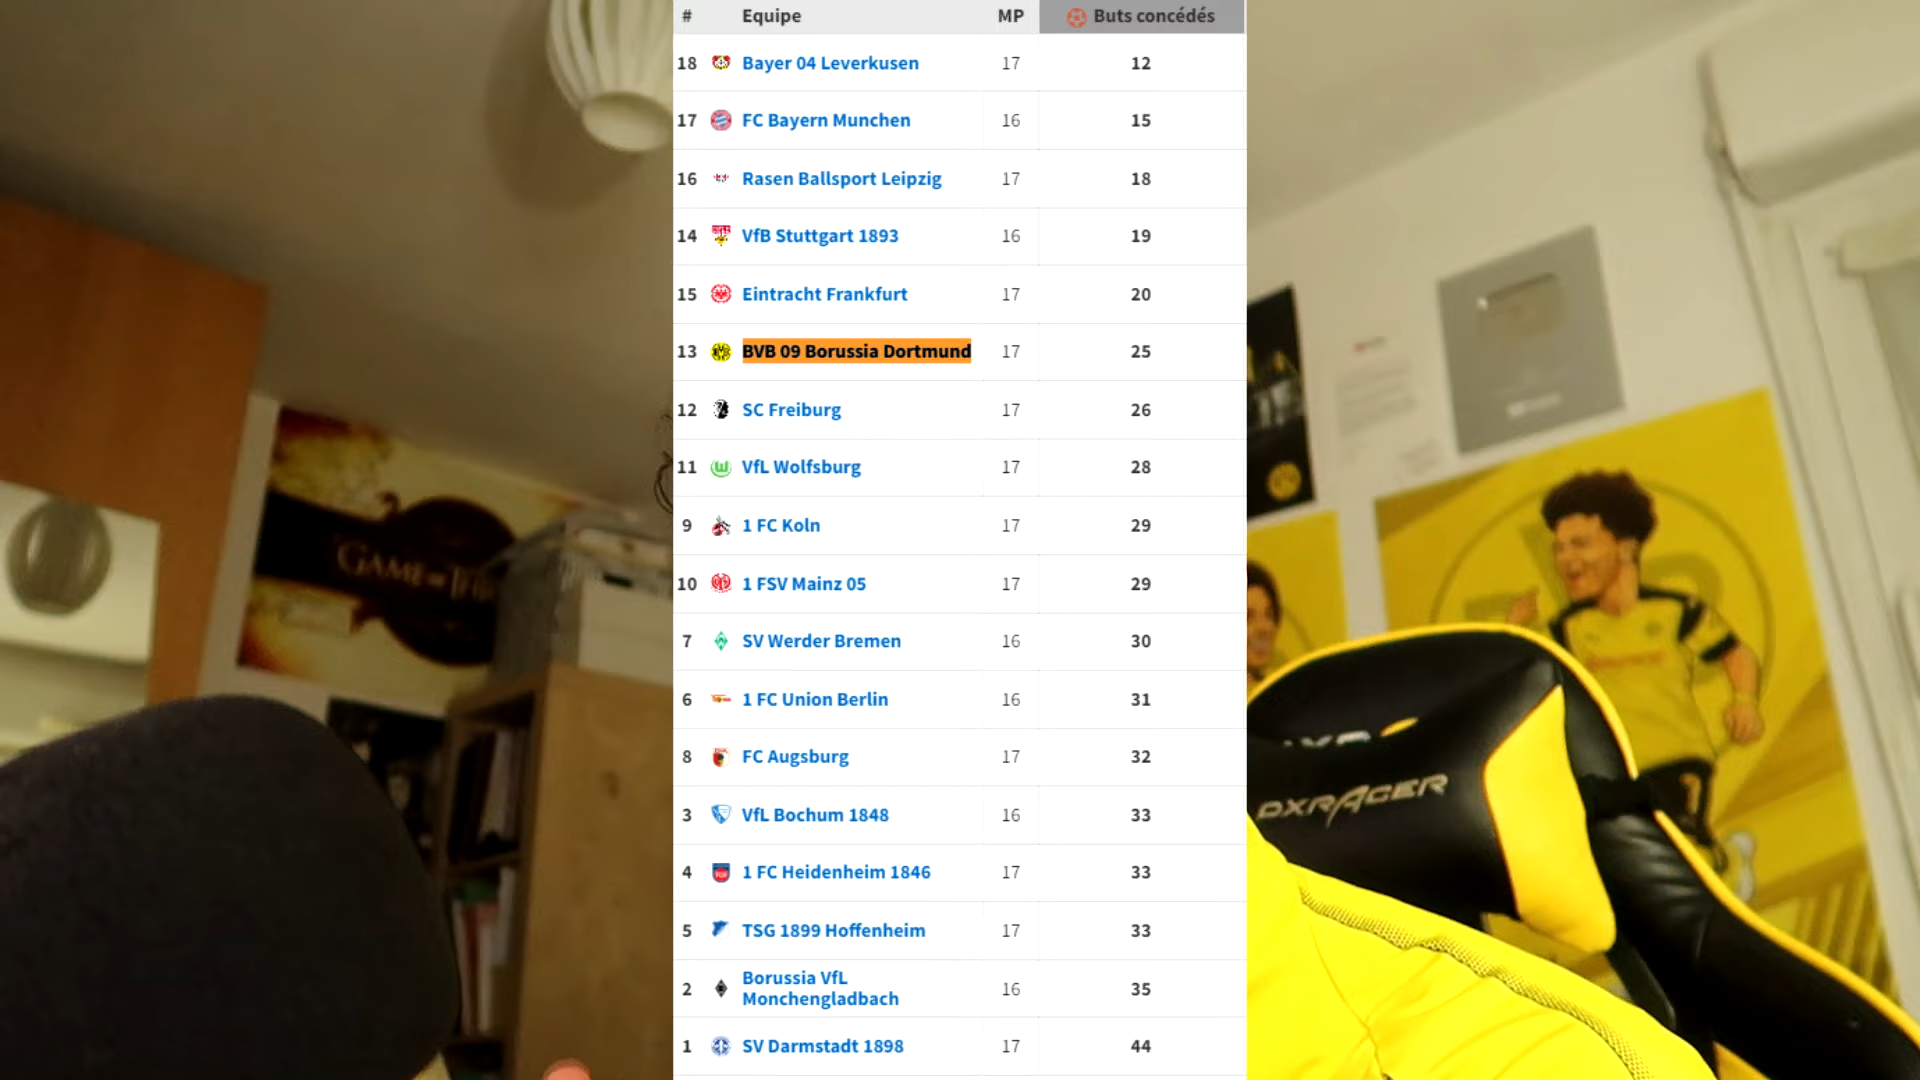 # Equipe MP Buts concédés
18 Bayer 04 Leverkusen 17 12
17 FC Bayern Munchen 16 15
16 Rasen Ballsport Leipzig 17 18
14 VfB Stuttgart 1893 16 19
15 Eintracht Frankfurt 17 20
13 BVB 09 Borussia Dortmund 17 25
12 SC Freiburg 17 26
11 VfL Wolfsburg 17 28
9 1 FC Koln 17 29
10 1 FSV Mainz 05 17 29
7 SV Werder Bremen 16 30
6 1 FC Union Berlin 16 31
8 FC Augsburg 17 32
3 VfL Bochum 1848 16 33
4 1 FC Heidenheim 1846 17 33
5 TSG 1899 Hoffenheim 17 33
2 Borussia VfL
Monchengladbach 16 35
1 SV Darmstadt 1898 17 44
GAME OF
DXRACER